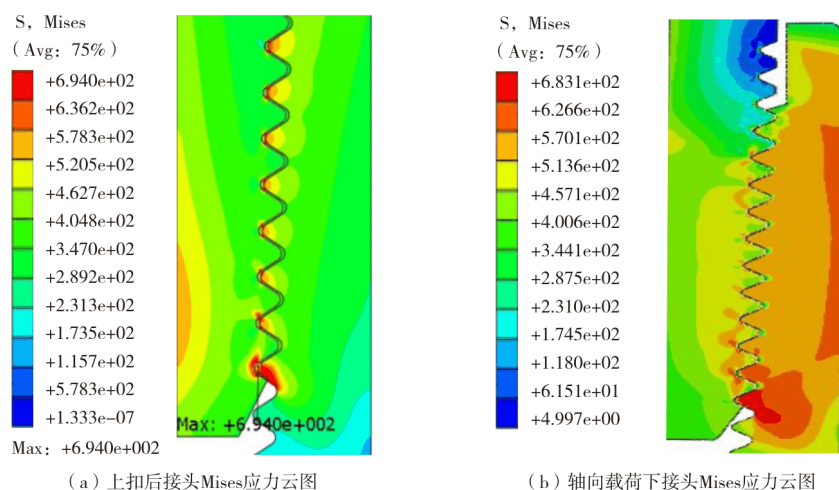 S, Mises
(Avg: 75%)
+6.940e+02
+6.362e+02
+5.783e+02
+5.205e+02
+4.627e+02
+4.048e+02
+3.470e+02
+2.892e+02
+2.313e+02
+1.735e+02
+1.157e+02
+5.783e+02
+1.333e-07
Max: +6.940e+002
Max: +6.940e+002
(a)上扣后接头Mises应力云图
S, Mises
(Avg: 75%)
+6.831e+02
+6.266e+02
+5.701e+02
+5.136e+02
+4.571e+02
+4.006e+02
+3.441e+02
+2.875e+02
+2.310e+02
+1.745e+02
+1.180e+02
+6.151e+01
+4.997e+00
(b)轴向载荷下接头Mises应力云图